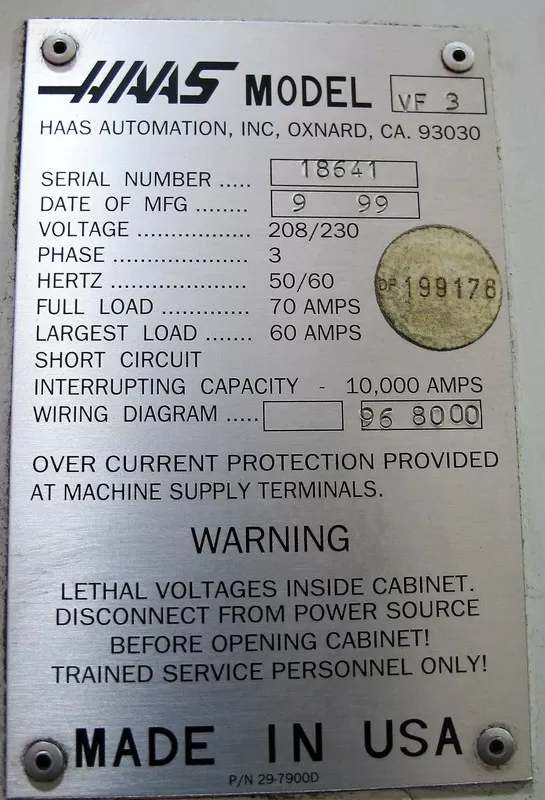 HAAS MODEL VF 3
HAAS AUTOMATION, INC, OXNARD, CA. 93030
SERIAL NUMBER ..... 18641
DATE OF MFG ........ 9 99
VOLTAGE ................. 208/230
PHASE .................... 3
HERTZ .................... 50/60
DP 199178
FULL LOAD ............. 70 AMPS
LARGEST LOAD ....... 60 AMPS
SHORT CIRCUIT
INTERRUPTING CAPACITY - 10,000 AMPS
WIRING DIAGRAM ..... 96 8000
OVER CURRENT PROTECTION PROVIDED
AT MACHINE SUPPLY TERMINALS.
WARNING
LETHAL VOLTAGES INSIDE CABINET.
DISCONNECT FROM POWER SOURCE
BEFORE OPENING CABINET!
TRAINED SERVICE PERSONNEL ONLY!
MADE IN USA
P/N 29-7900D